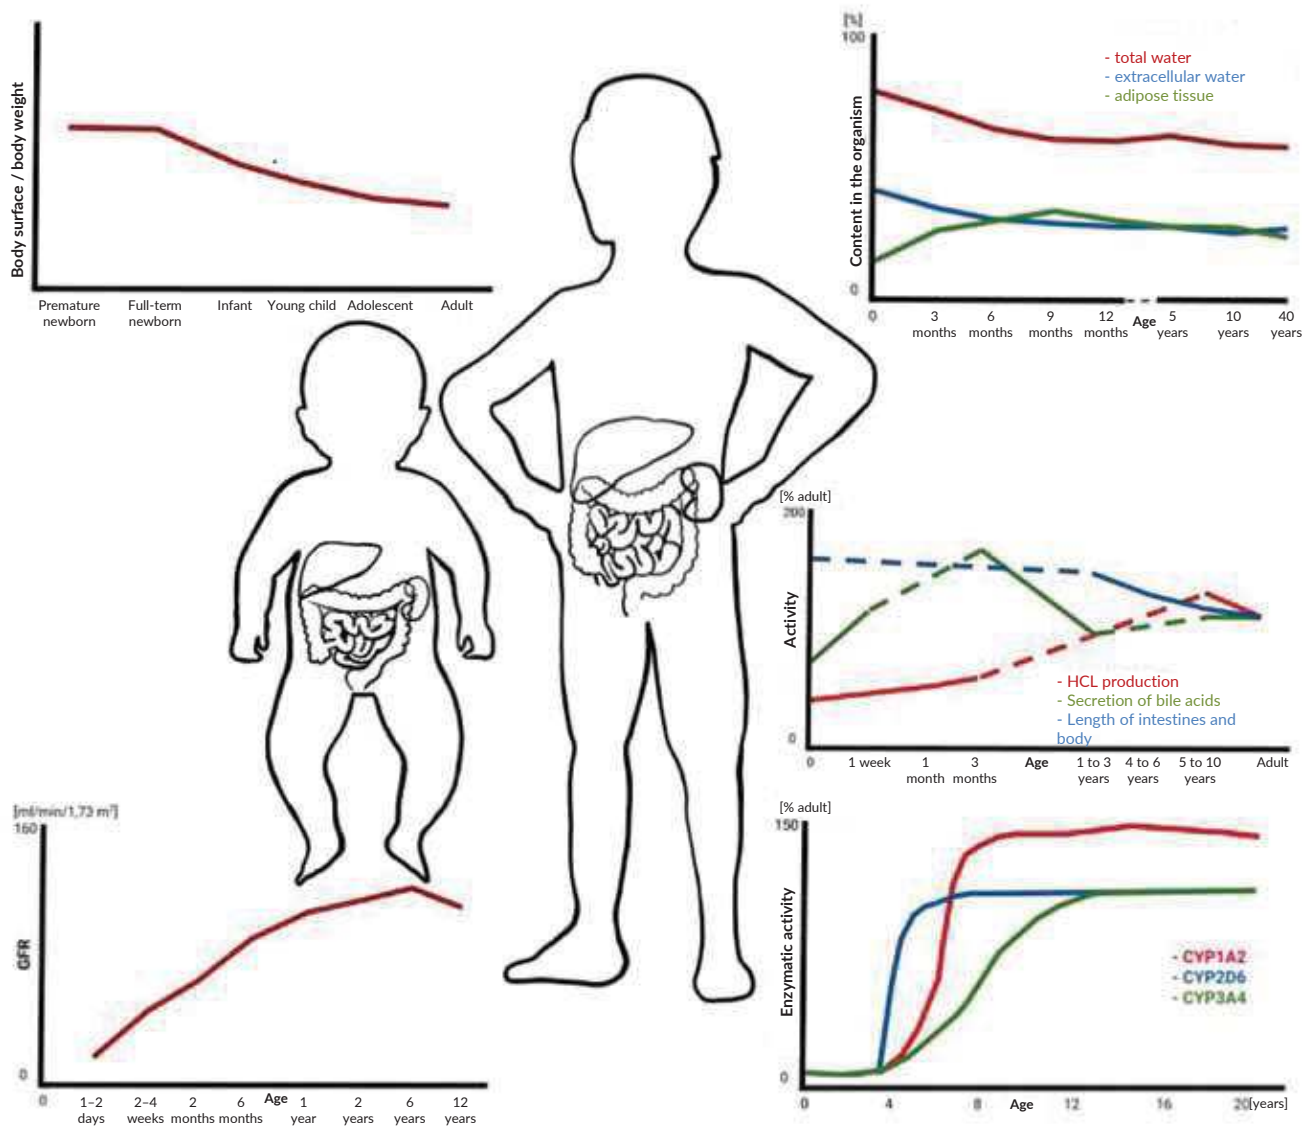 Body surface / body weight
Premature newborn
Full-term newborn
Infant
Young child
Adolescent
Adult
[%]
100
Content in the organism
0
- total water
- extracellular water
- adipose tissue
0
3 months
6 months
9 months
12 months
Age
5 years
10 years
40 years
[% adult]
200
Activity
0
- HCL production
- Secretion of bile acids
- Length of intestines and
body
0
1 week
1 month
3 months
Age
1 to 3 years
4 to 6 years
5 to 10 years
Adult
[ml/min/1,73 m²]
160
GFR
0
0
1–2 days
2–4 weeks
2 months
6 months
Age
1 year
2 years
6 years
12 years
[% adult]
150
Enzymatic activity
0
- CYP1A2
- CYP2D6
- CYP3A4
0
4
8
Age
12
16
20[years]